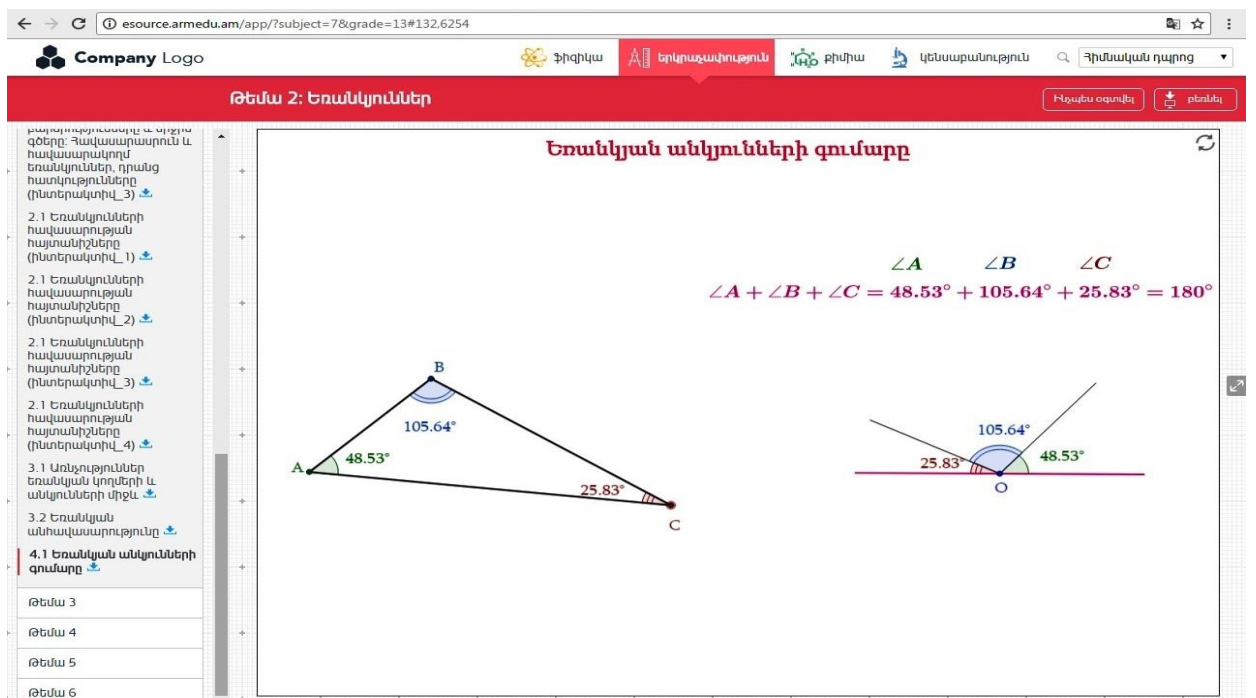 esource.armedu.am/app/?subject=7&grade=13#132,6254
Company Logo
ֆիզիկա
երկրաչափություն
քիմիա
կենսաբանություն
Հիմնական դպրոց
Թեմա 2: Եռանկյուններ
Ինչպես օգտվել
բեռնել
գծերը: Հավասարասրուն և
հավասարակողմ
եռանկյուններ, դրանց
հատկությունները
(ինտերակտիվ_3)
2.1 Եռանկյունների
հավասարության
հայտանիշները
(ինտերակտիվ_1)
2.1 Եռանկյունների
հավասարության
հայտանիշները
(ինտերակտիվ_2)
2.1 Եռանկյունների
հավասարության
հայտանիշները
(ինտերակտիվ_3)
2.1 Եռանկյունների
հավասարության
հայտանիշները
(ինտերակտիվ_4)
3.1 Առնչություններ
եռանկյան կողմերի և
անկյունների միջև
3.2 Եռանկյան
անհավասարությունը
4.1 Եռանկյան անկյունների
գումարը
Թեմա 3
Թեմա 4
Թեմա 5
Թեմա 6
Եռանկյան անկյունների գումարը
∠A ∠B ∠C
∠A + ∠B + ∠C = 48.53° + 105.64° + 25.83° = 180°
B
105.64°
A
48.53°
25.83°
C
105.64°
25.83°
48.53°
O